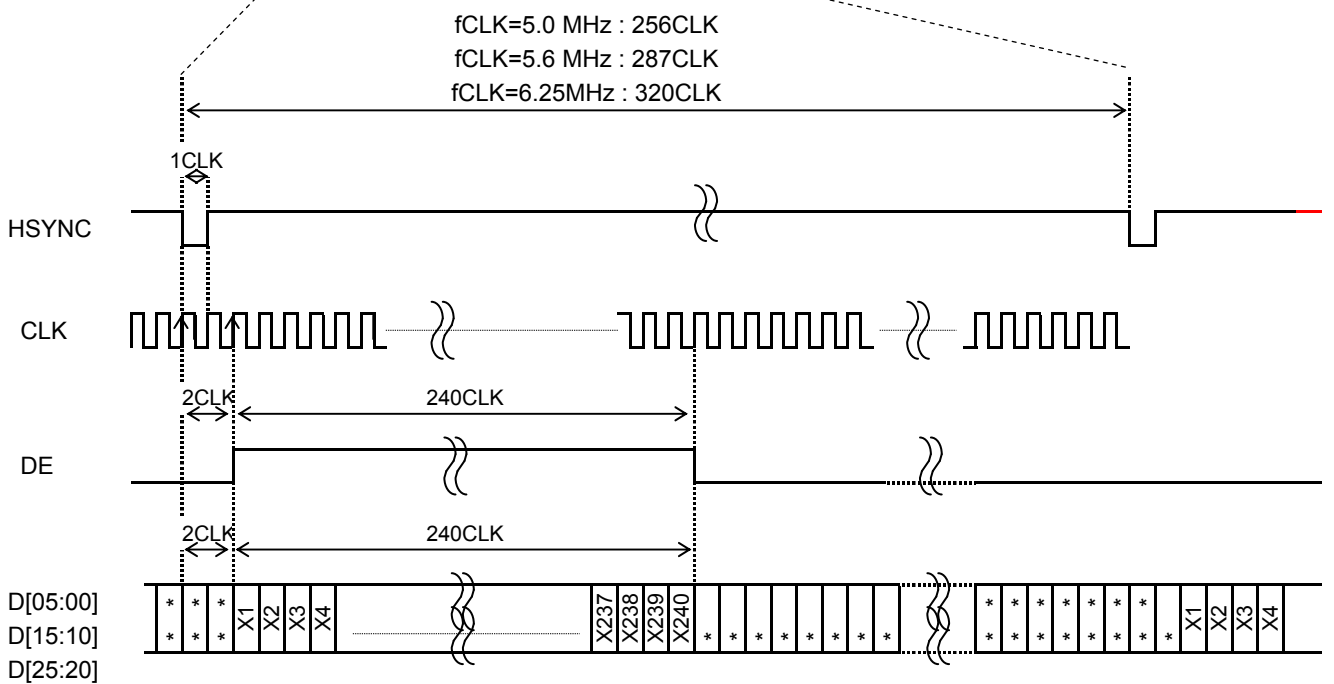 fCLK=5.0 MHz : 256CLK
fCLK=5.6 MHz : 287CLK
fCLK=6.25MHz : 320CLK
1CLK
HSYNC
CLK
2CLK 240CLK
DE
2CLK 240CLK
D[05:00]
D[15:10]
D[25:20]
* * * X1 X2 X3 X4 X237 X238 X239 X240 * * * * * * * * * * * * * * * X1 X2 X3 X4
* * * * * * * * * *